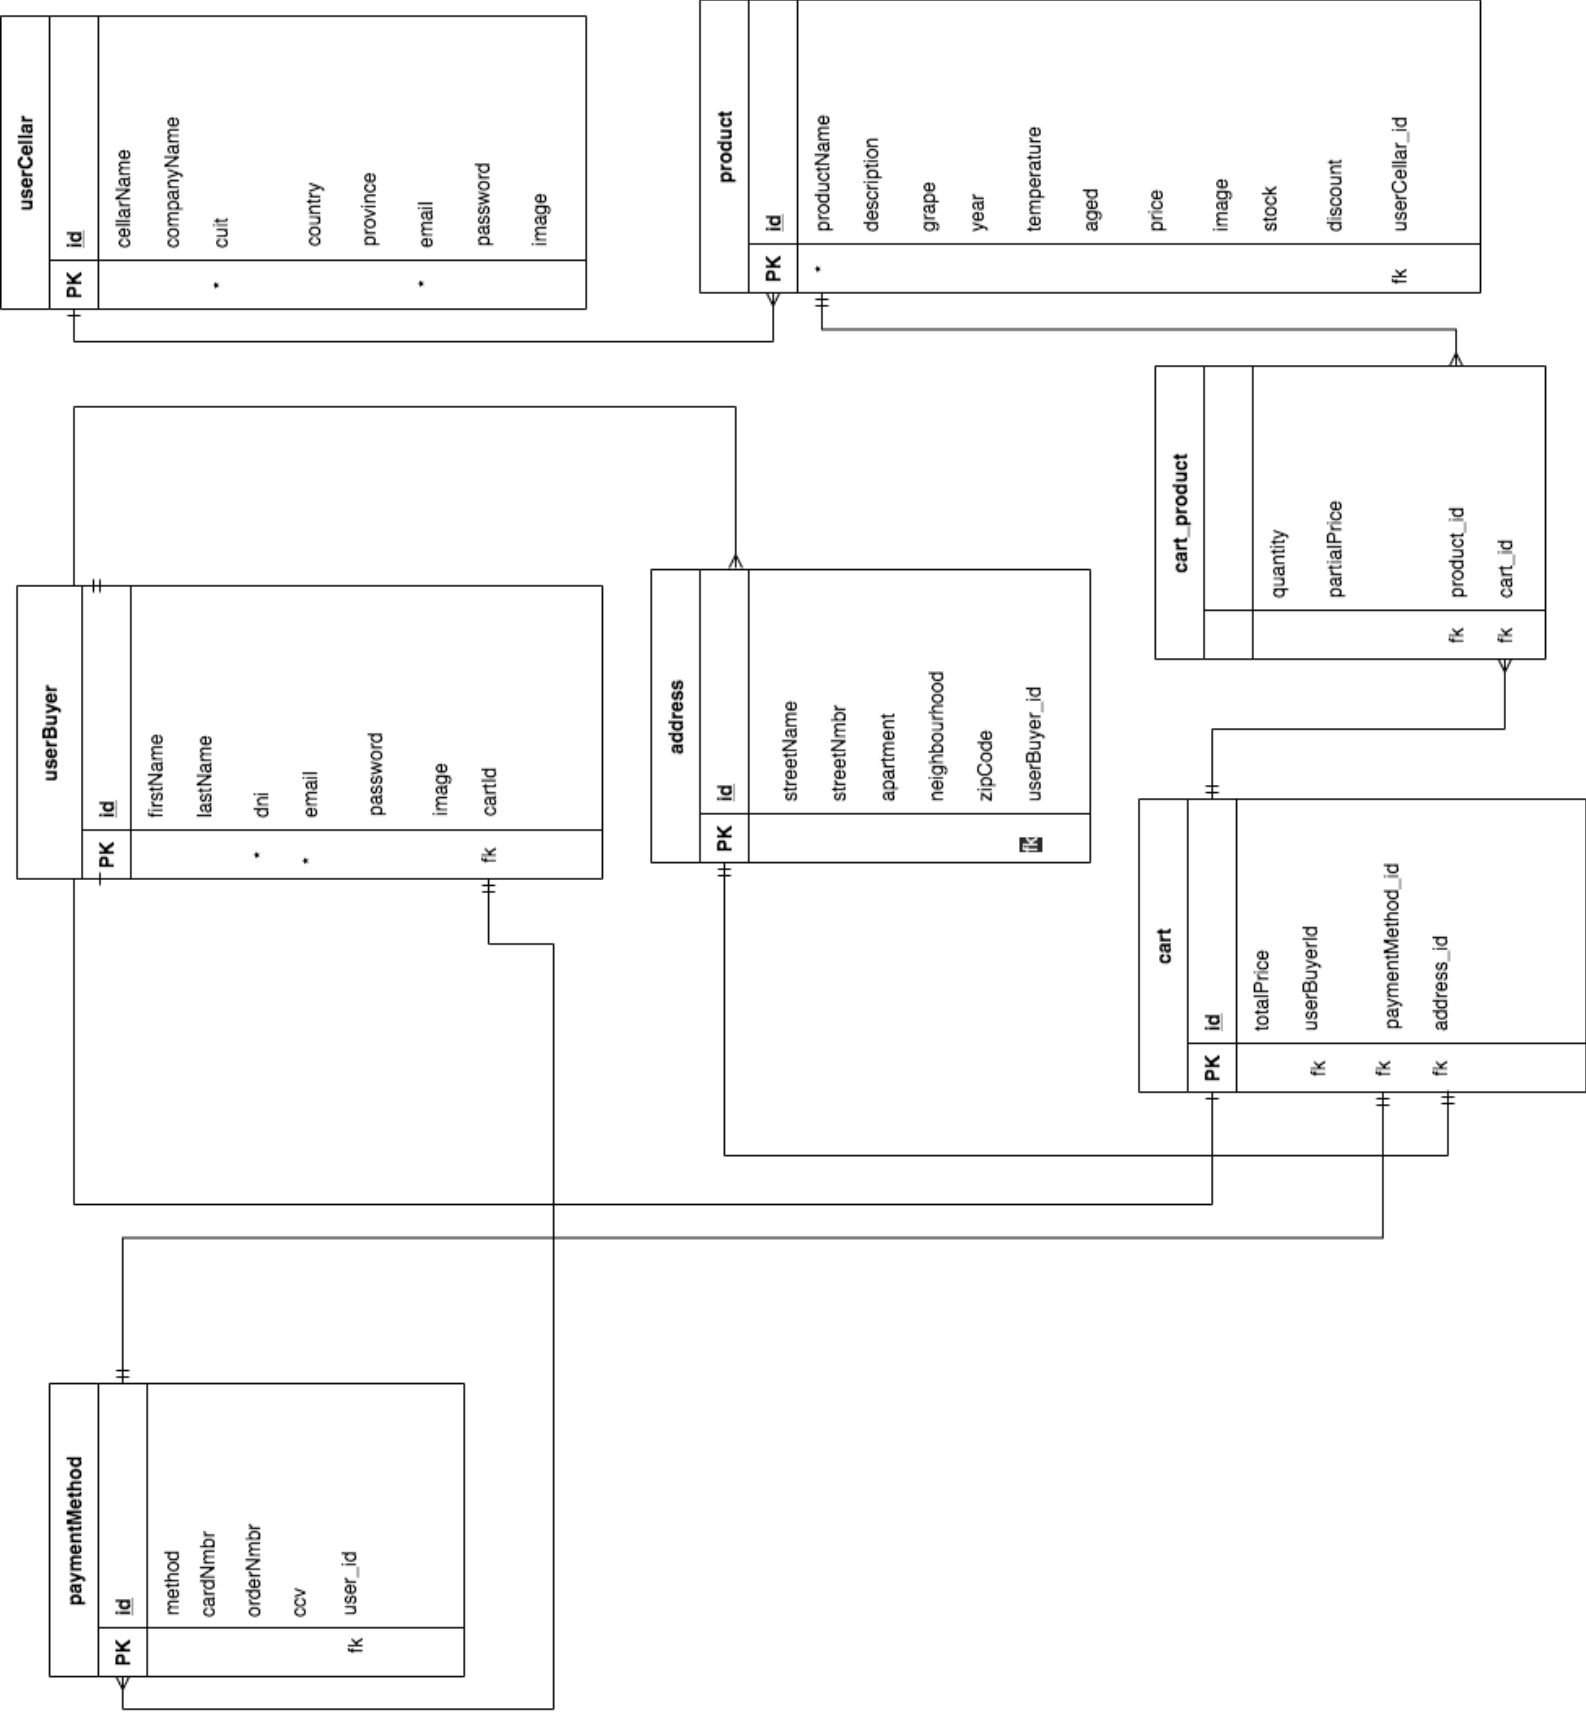 paymentMethod
PK id
method
cardNmbr
orderNmbr
ccv
fk user_id
userBuyer
PK id
firstName
lastName
* dni
* email
password
image
fk cartId
userCellar
PK id
cellarName
companyName
* cuit
country
province
* email
password
image
address
PK id
streetName
streetNmbr
apartment
neighbourhood
zipCode
fk userBuyer_id
product
PK id
* productName
description
grape
year
temperature
aged
price
image
stock
discount
fk userCellar_id
cart
PK id
totalPrice
fk userBuyerId
fk paymentMethod_id
fk address_id
cart_product
quantity
partialPrice
fk product_id
fk cart_id